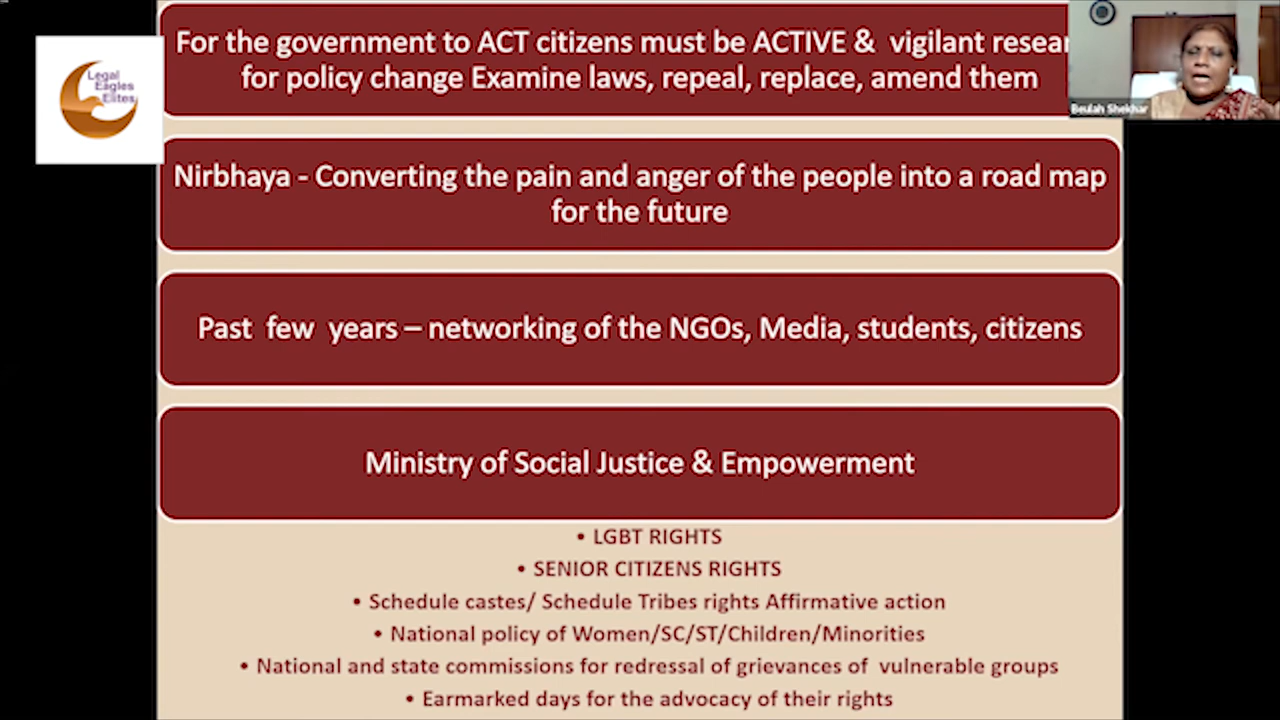 For the government to ACT citizens must be ACTIVE & vigilant resear
for policy change Examine laws, repeal, replace, amend them
Beulah Shekhar
Legal
Eagles
Elites
Nirbhaya - Converting the pain and anger of the people into a road map
for the future
Past few years – networking of the NGOs, Media, students, citizens
Ministry of Social Justice & Empowerment
• LGBT RIGHTS
• SENIOR CITIZENS RIGHTS
• Schedule castes/ Schedule Tribes rights Affirmative action
• National policy of Women/SC/ST/Children/Minorities
• National and state commissions for redressal of grievances of vulnerable groups
• Earmarked days for the advocacy of their rights